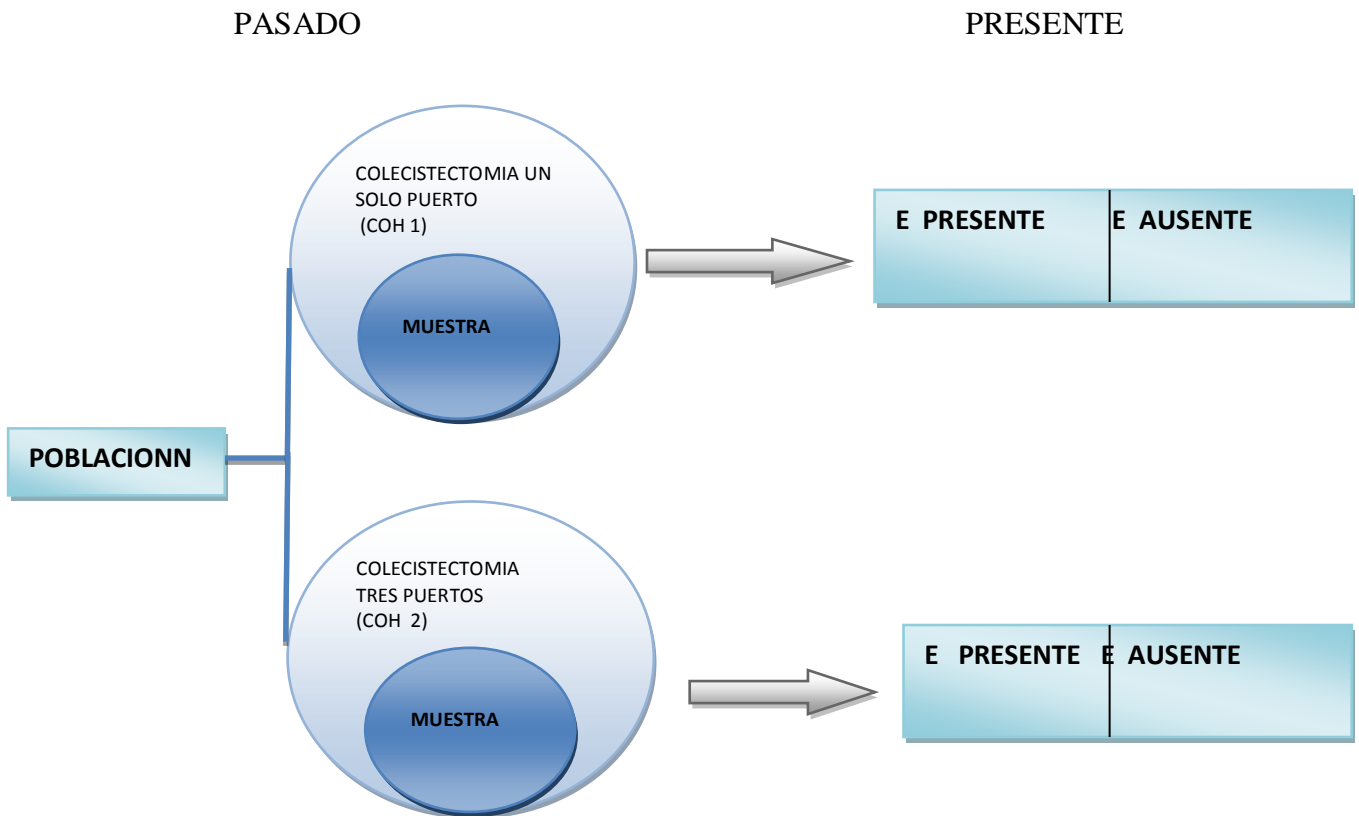 PASADO PRESENTE
COLECISTECTOMIA UN
SOLO PUERTO
(COH 1)
MUESTRA
E PRESENTE E AUSENTE
POBLACIONN
COLECISTECTOMIA
TRES PUERTOS
(COH 2)
MUESTRA
E PRESENTE E AUSENTE